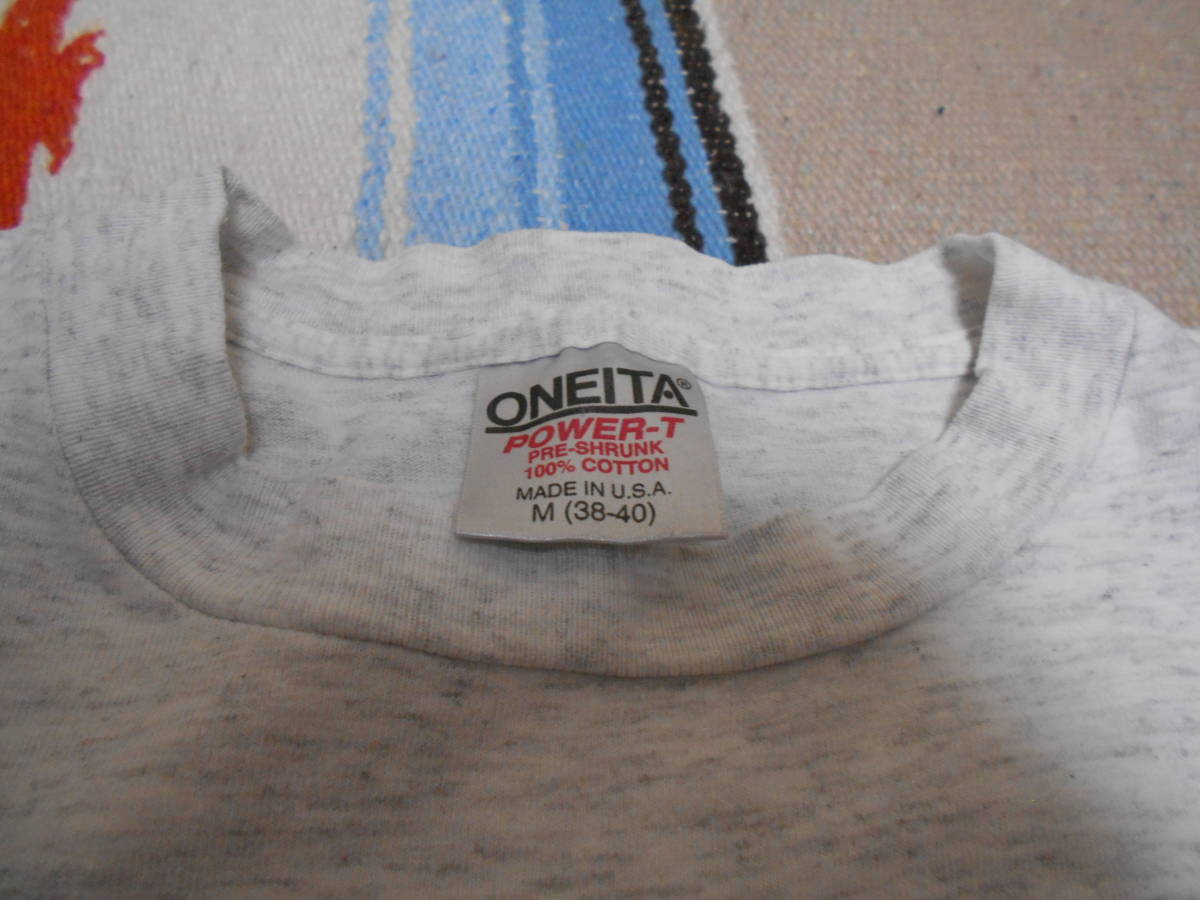 ONEITA®
POWER-T
PRE-SHRUNK
100% COTTON
MADE IN U.S.A.
M (38-40)